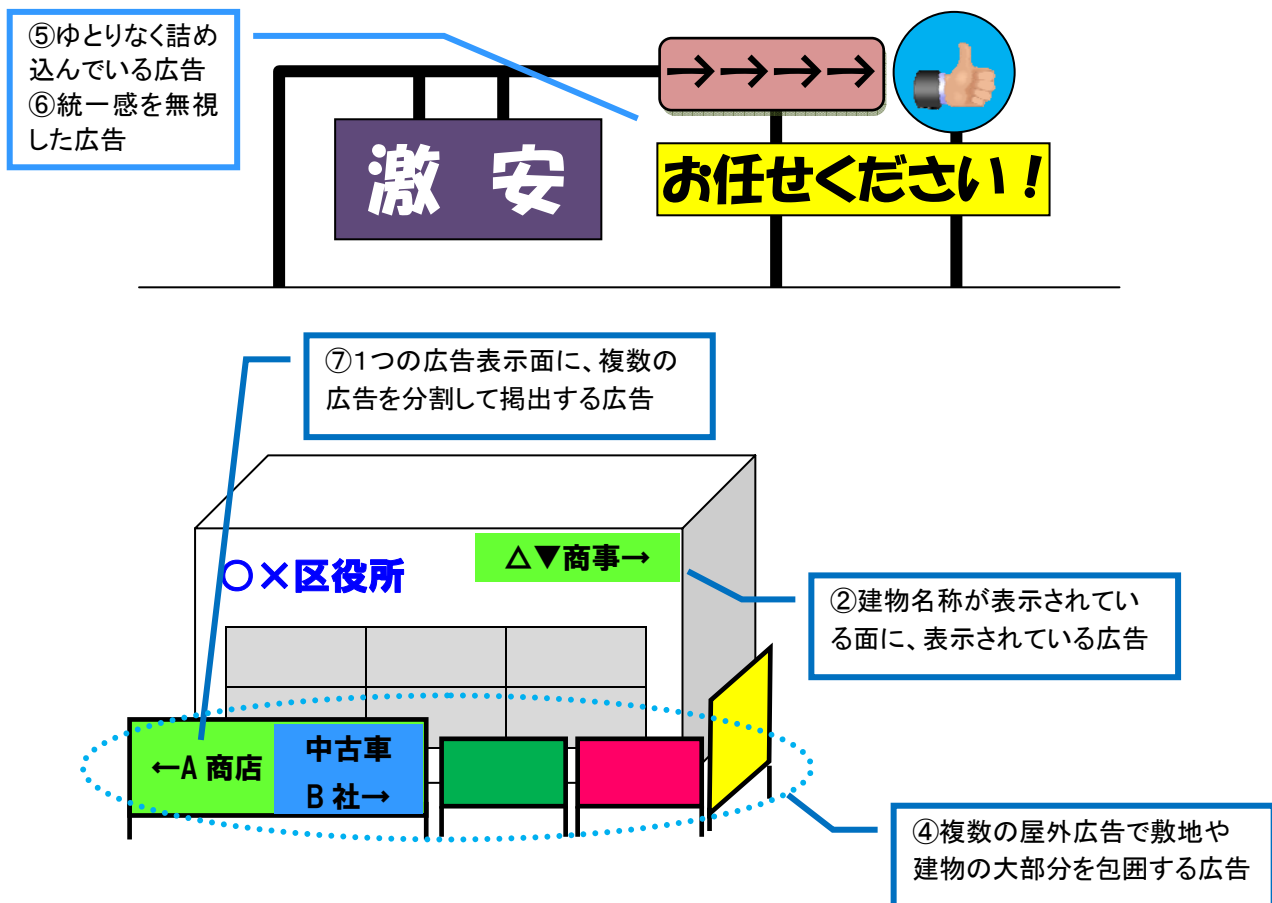 ⑤ゆとりなく詰め
込んでいる広告
⑥統一感を無視
した広告
→→→→
激 安
お任せください！
⑦1つの広告表示面に、複数の
広告を分割して掲出する広告
○×区役所
△▼商事→
②建物名称が表示されてい
る面に、表示されている広告
←A 商店
中古車
B 社→
④複数の屋外広告で敷地や
建物の大部分を包囲する広告